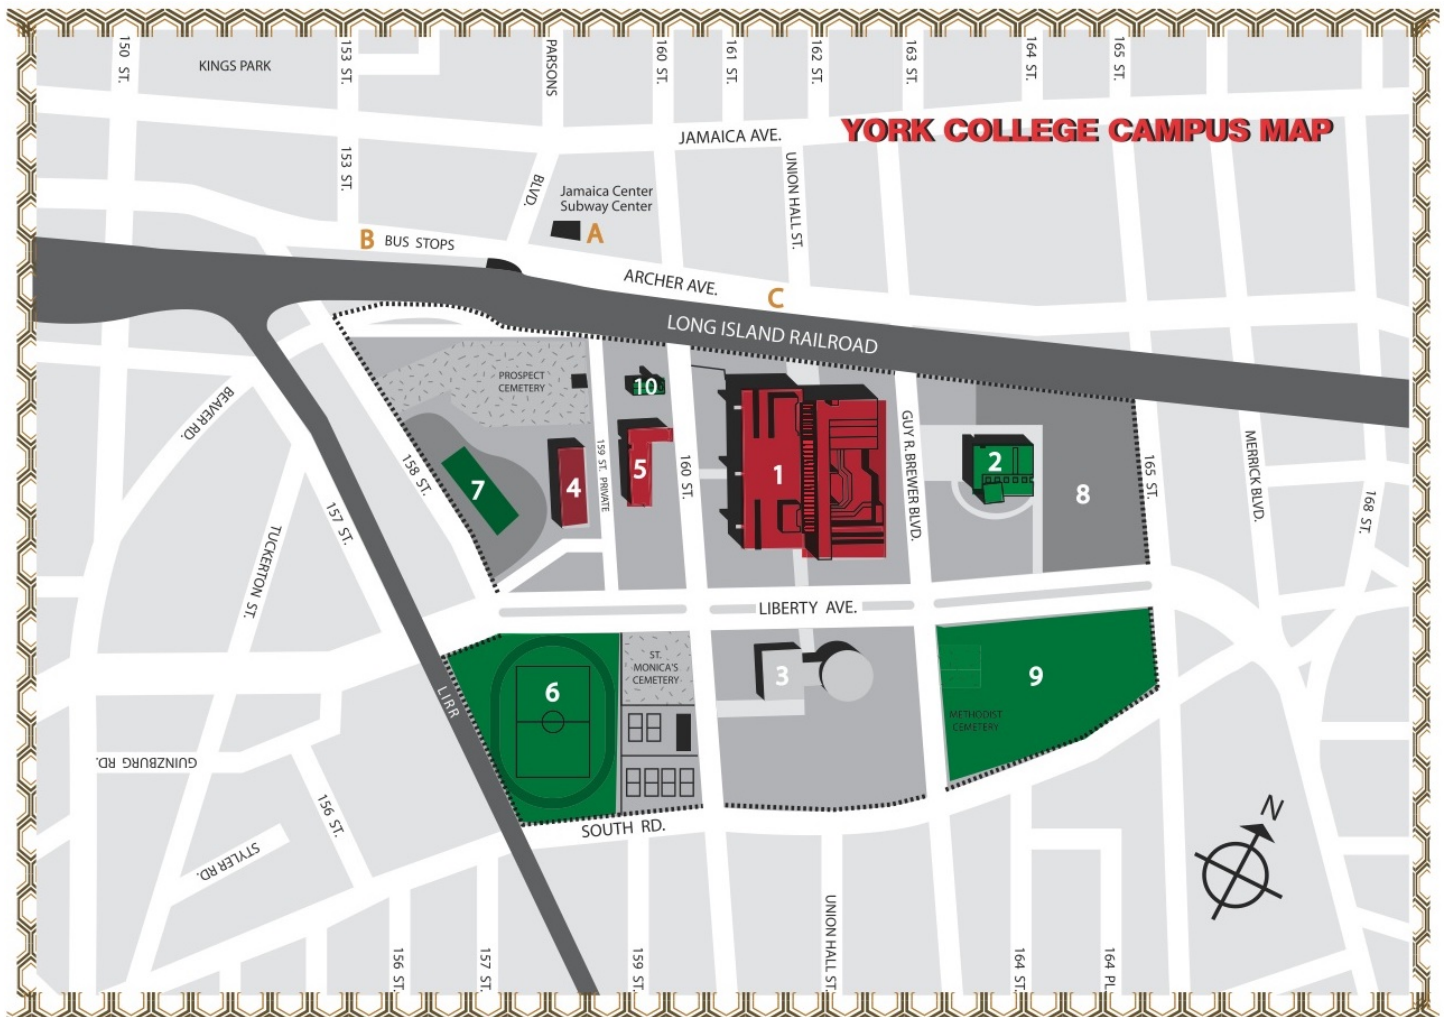 150 ST.
KINGS PARK
153 ST.
PARSONS
160 ST.
161 ST.
162 ST.
163 ST.
164 ST.
165 ST.
JAMAICA AVE.
YORK COLLEGE CAMPUS MAP
153 ST.
BLVD.
Jamaica Center
Subway Center
UNION HALL ST.
B BUS STOPS
A
ARCHER AVE.
C
LONG ISLAND RAILROAD
PROSPECT
CEMETERY
10
BEAVER RD.
158 ST.
7
4
159 ST. PRIVATE
5
160 ST.
1
GUY R. BREWER BLVD.
2
8
165 ST.
MERRICK BLVD.
168 ST.
157 ST.
TUCKERTON ST.
LIBERTY AVE.
ST.
MONICA'S
CEMETERY
6
3
9
LIRR
METHODIST
CEMETERY
GUINZBURG RD.
156 ST.
SOUTH RD.
STYLER RD.
N
156 ST.
157 ST.
159 ST.
UNION HALL ST.
164 ST.
164 PL.